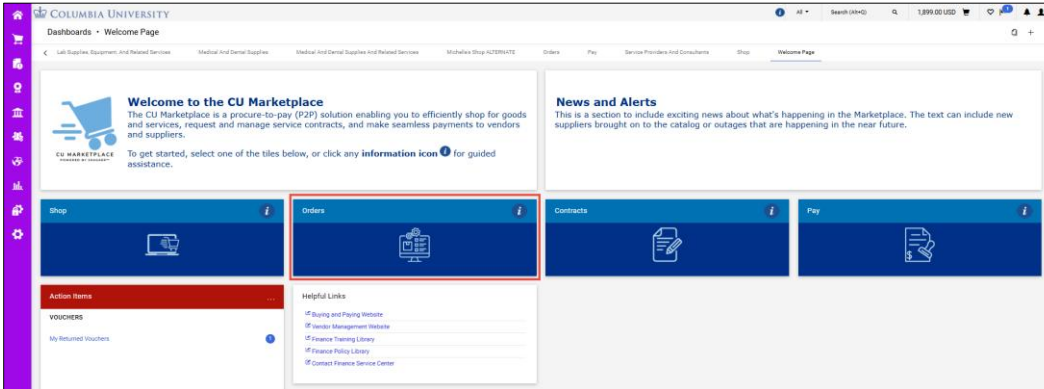 COLUMBIA UNIVERSITY
All
Search (Alt+Q)
1,899.00 USD
Dashboards • Welcome Page
Lab Supplies, Equipment, And Related Services Medical And Dental Supplies Medical And Dental Supplies And Related Services Michelle's Shop ALTERNATE Orders Pay Service Providers And Consultants Shop Welcome Page
Welcome to the CU Marketplace
The CU Marketplace is a procure-to-pay (P2P) solution enabling you to efficiently shop for goods
and services, request and manage service contracts, and make seamless payments to vendors
and suppliers.
To get started, select one of the tiles below, or click any information icon i for guided
assistance.
CU MARKETPLACE
News and Alerts
This is a section to include exciting news about what's happening in the Marketplace. The text can include new
suppliers brought on to the catalog or outages that are happening in the near future.
Shop
Orders
Contracts
Pay
Action Items
...
VOUCHERS
My Returned Vouchers 1
Helpful Links
Buying and Paying Website
Vendor Management Website
Finance Training Library
Finance Policy Library
Contact Finance Service Center